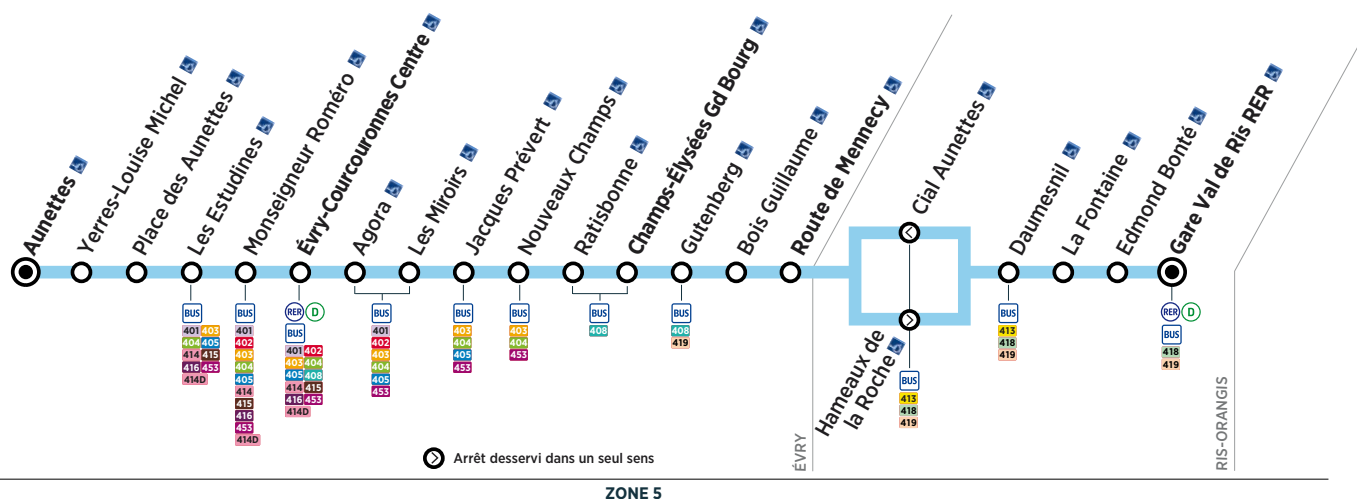 Aunettes
Yerres-Louise Michel
Place des Aunettes
Les Estudines
Monseigneur Roméro
Évry-Courcouronnes Centre
Agora
Les Miroirs
Jacques Prévert
Nouveaux Champs
Ratisbonne
Champs-Élysées Gd Bourg
Gutenberg
Bois Guillaume
Route de Mennecy
Cial Aunettes
Hameaux de
la Roche
Daumesnil
La Fontaine
Edmond Bonté
Gare Val de Ris RER
BUS
401 403
404 405
414 415
416 453
414D
BUS
401
402
403
404
405
414
415
416
453
414D
RER D
BUS
401 402
403 404
405 408
414 415
416 453
414D
BUS
401
402
403
404
405
453
BUS
403
404
405
453
BUS
403
404
453
BUS
408
BUS
408
419
BUS
413
418
419
BUS
413
418
419
RER D
BUS
418
419
ÉVRY
RIS-ORANGIS
Arrêt desservi dans un seul sens
ZONE 5